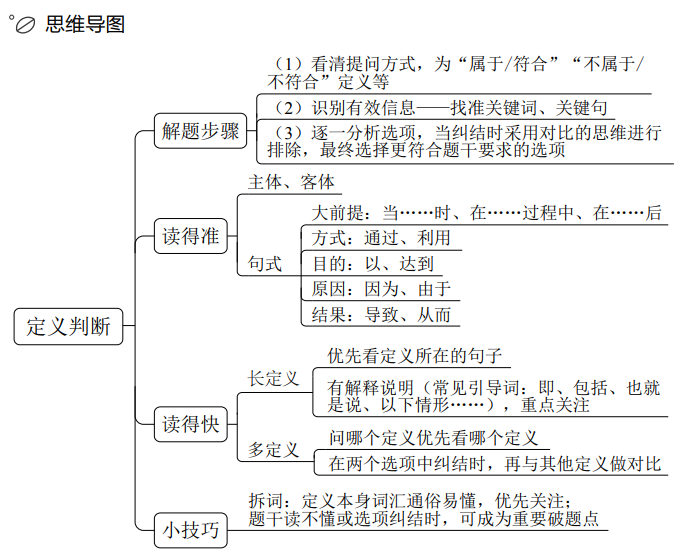 思维导图
（1）看清提问方式，为“属于/符合”“不属于/
不符合”定义等
（2）识别有效信息——找准关键词、关键句
（3）逐一分析选项，当纠结时采用对比的思维进行
排除，最终选择更符合题干要求的选项
解题步骤
主体、客体
大前提：当……时、在……过程中、在……后
方式：通过、利用
读得准
句式
目的：以、达到
原因：因为、由于
结果：导致、从而
定义判断
优先看定义所在的句子
长定义
有解释说明（常见引导词：即、包括、也就
是说、以下情形……），重点关注
读得快
问哪个定义优先看哪个定义
多定义
在两个选项中纠结时，再与其他定义做对比
拆词：定义本身词汇通俗易懂，优先关注；
题干读不懂或选项纠结时，可成为重要破题点
小技巧